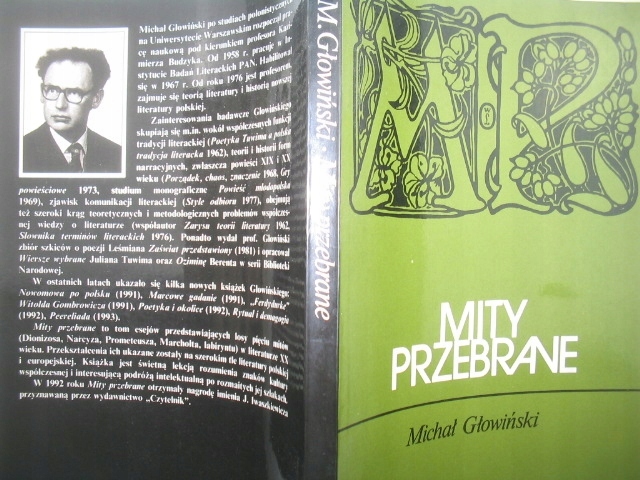 Michał Głowiński po studiach polonistycznych
na Uniwersytecie Warszawskim rozpoczął pra-
cę naukową pod kierunkiem profesora Kazi-
mierza Budzyka. Od 1958 r. pracuje w In-
stytucie Badań Literackich PAN. Habilitował
się w 1967 r. Od roku 1976 jest profesorem,
zajmuje się teorią literatury i historią nowszej
literatury polskiej.
Zainteresowania badawcze Głowińskiego
skupiają się m.in. wokół współczesnych funkcji
tradycji literackiej (Poetyka Tuwima a polska
tradycja literacka 1962), teorii i historii form
narracyjnych, zwłaszcza powieści XIX i XX
wieku (Porządek, chaos, znaczenie 1968, Gry
powieściowe 1973, studium monograficzne Powieść młodopolska
1969), zjawisk komunikacji literackiej (Style odbioru 1977), obejmują
też szeroki krąg teoretycznych i metodologicznych problemów współczes-
nej wiedzy o literaturze (współautor Zarysu teorii literatury 1962,
Słownika terminów literackich 1976). Ponadto wydał prof. Głowiński
zbiór szkiców o poezji Leśmiana Zaświat przedstawiony (1981) i opracował
Wiersze wybrane Juliana Tuwima oraz Oziminę Berenta w serii Biblioteki
Narodowej.
W ostatnich latach ukazało się kilka nowych książek Głowińskiego:
Nowomowa po polsku (1991), Marcowe gadanie (1991), „Ferdydurke”
Witolda Gombrowicza (1991), Poetyka i okolice (1992), Rytuał i demagogia
(1992), Peereliada (1993).
Mity przebrane to tom esejów przedstawiających losy pięciu mitów
(Dionizosa, Narcyza, Prometeusza, Marchołta, labiryntu) w literaturze XX
wieku. Przekształcenia ich ukazane zostały na szerokim tle literatury polskiej
i europejskiej. Książka jest świetną lekcją rozumienia znaków kultury
współczesnej i interesującą podróżą intelektualną po rozmaitych jej szlakach.
W 1992 roku Mity przebrane otrzymały nagrodę imienia J. Iwaszkiewicza
przyznawaną przez wydawnictwo „Czytelnik”.
M. Głowiński Mity przebrane
MITY
PRZEBRANE
Michał Głowiński